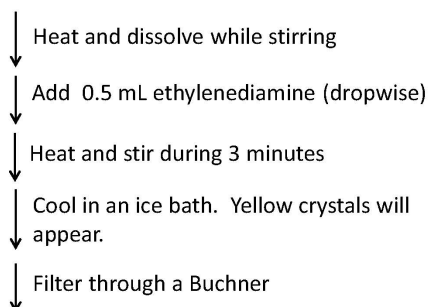 Heat and dissolve while stirring
Add  0.5 mL ethylenediamine (dropwise)
Heat and stir during 3 minutes
Cool in an ice bath.  Yellow crystals will
appear.
Filter through a Buchner